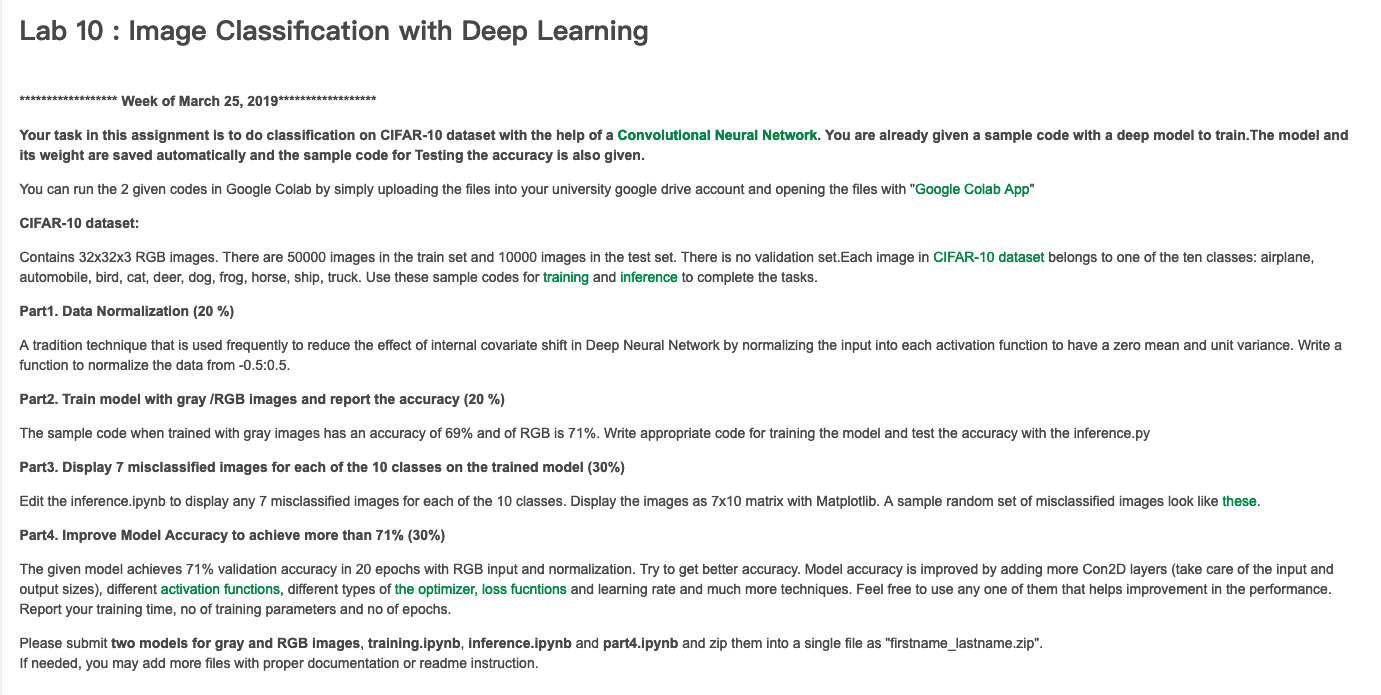 Lab 10 : Image Classification with Deep Learning
****************** Week of March 25, 2019******************
Your task in this assignment is to do classification on CIFAR-10 dataset with the help of a Convolutional Neural Network. You are already given a sample code with a deep model to train.The model and
its weight are saved automatically and the sample code for Testing the accuracy is also given.
You can run the 2 given codes in Google Colab by simply uploading the files into your university google drive account and opening the files with "Google Colab App"
CIFAR-10 dataset:
Contains 32x32x3 RGB images. There are 50000 images in the train set and 10000 images in the test set. There is no validation set.Each image in CIFAR-10 dataset belongs to one of the ten classes: airplane,
automobile, bird, cat, deer, dog, frog, horse, ship, truck. Use these sample codes for training and inference to complete the tasks.
Part1. Data Normalization (20 %)
A tradition technique that is used frequently to reduce the effect of internal covariate shift in Deep Neural Network by normalizing the input into each activation function to have a zero mean and unit variance. Write a
function to normalize the data from -0.5:0.5.
Part2. Train model with gray /RGB images and report the accuracy (20 %)
The sample code when trained with gray images has an accuracy of 69% and of RGB is 71%. Write appropriate code for training the model and test the accuracy with the inference.py
Part3. Display 7 misclassified images for each of the 10 classes on the trained model (30%)
Edit the inference.ipynb to display any 7 misclassified images for each of the 10 classes. Display the images as 7x10 matrix with Matplotlib. A sample random set of misclassified images look like these.
Part4. Improve Model Accuracy to achieve more than 71% (30%)
The given model achieves 71% validation accuracy in 20 epochs with RGB input and normalization. Try to get better accuracy. Model accuracy is improved by adding more Con2D layers (take care of the input and
output sizes), different activation functions, different types of the optimizer, loss fucntions and learning rate and much more techniques. Feel free to use any one of them that helps improvement in the performance.
Report your training time, no of training parameters and no of epochs.
Please submit two models for gray and RGB images, training.ipynb, inference.ipynb and part4.ipynb and zip them into a single file as "firstname_lastname.zip".
If needed, you may add more files with proper documentation or readme instruction.